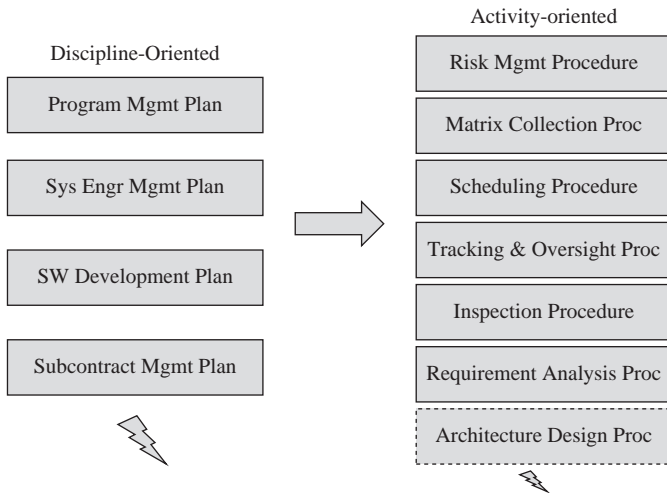 Discipline-Oriented
Program Mgmt Plan
Sys Engr Mgmt Plan
SW Development Plan
Subcontract Mgmt Plan
Activity-oriented
Risk Mgmt Procedure
Matrix Collection Proc
Scheduling Procedure
Tracking & Oversight Proc
Inspection Procedure
Requirement Analysis Proc
Architecture Design Proc